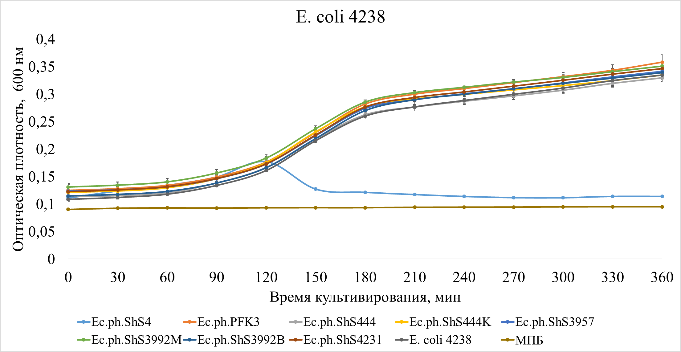 E. coli 4238
Оптическая плотность, 600 нм
0,4
0,35
0,3
0,25
0,2
0,15
0,1
0,05
0
0 30 60 90 120 150 180 210 240 270 300 330 360
Время культивирования, мин
Ec.ph.ShS4 Ec.ph.PFK3 Ec.ph.ShS444 Ec.ph.ShS444K Ec.ph.ShS3957
Ec.ph.ShS3992M Ec.ph.ShS3992B Ec.ph.ShS4231 E. coli 4238 МПБ